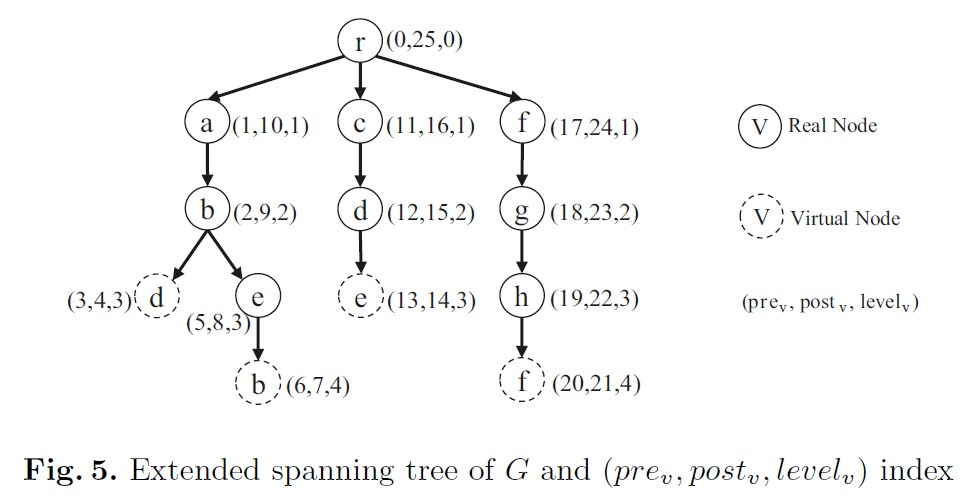 r (0,25,0)
a (1,10,1) c (11,16,1) f (17,24,1) V Real Node
b (2,9,2) d (12,15,2) g (18,23,2) V Virtual Node
(3,4,3) d e (5,8,3) e (13,14,3) h (19,22,3) (pre_v, post_v, level_v)
b (6,7,4) f (20,21,4)
Fig. 5. Extended spanning tree of G and (pre_v, post_v, level_v) index